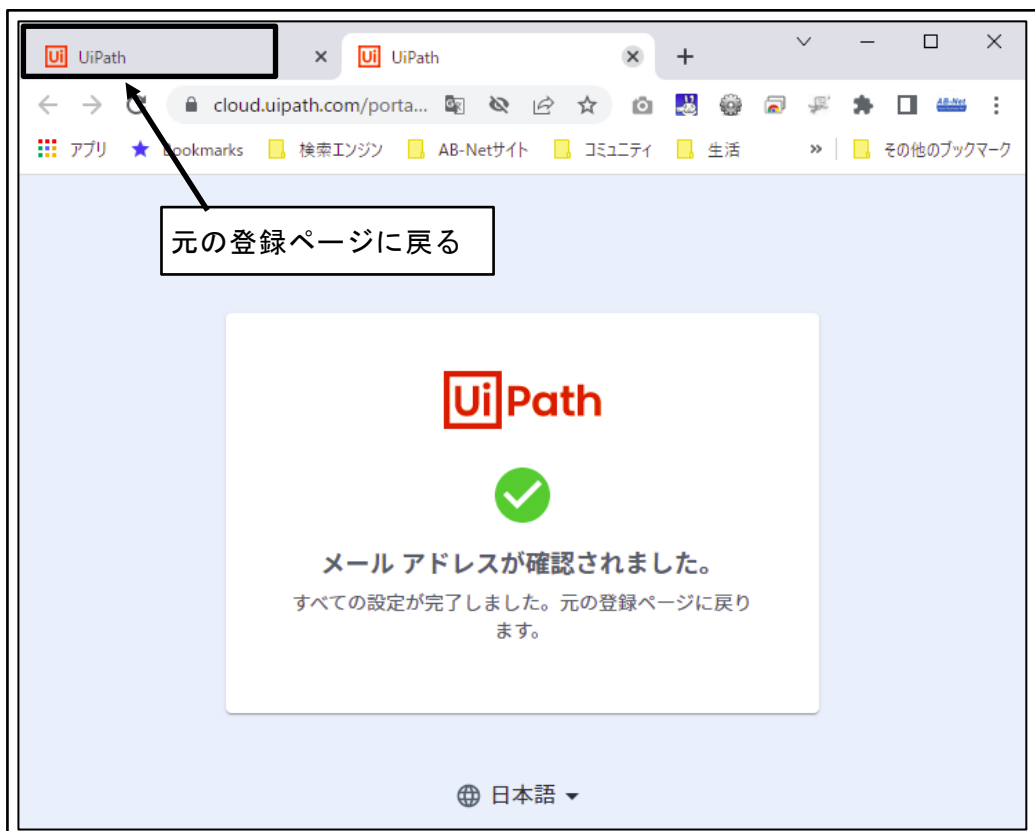 Ui UiPath
Ui UiPath
cloud.uipath.com/porta...
アプリ Bookmarks 検索エンジン AB-Netサイト コミュニティ 生活 » その他のブックマーク
元の登録ページに戻る
UiPath
メール アドレスが確認されました。
すべての設定が完了しました。元の登録ページに戻り
ます。
日本語